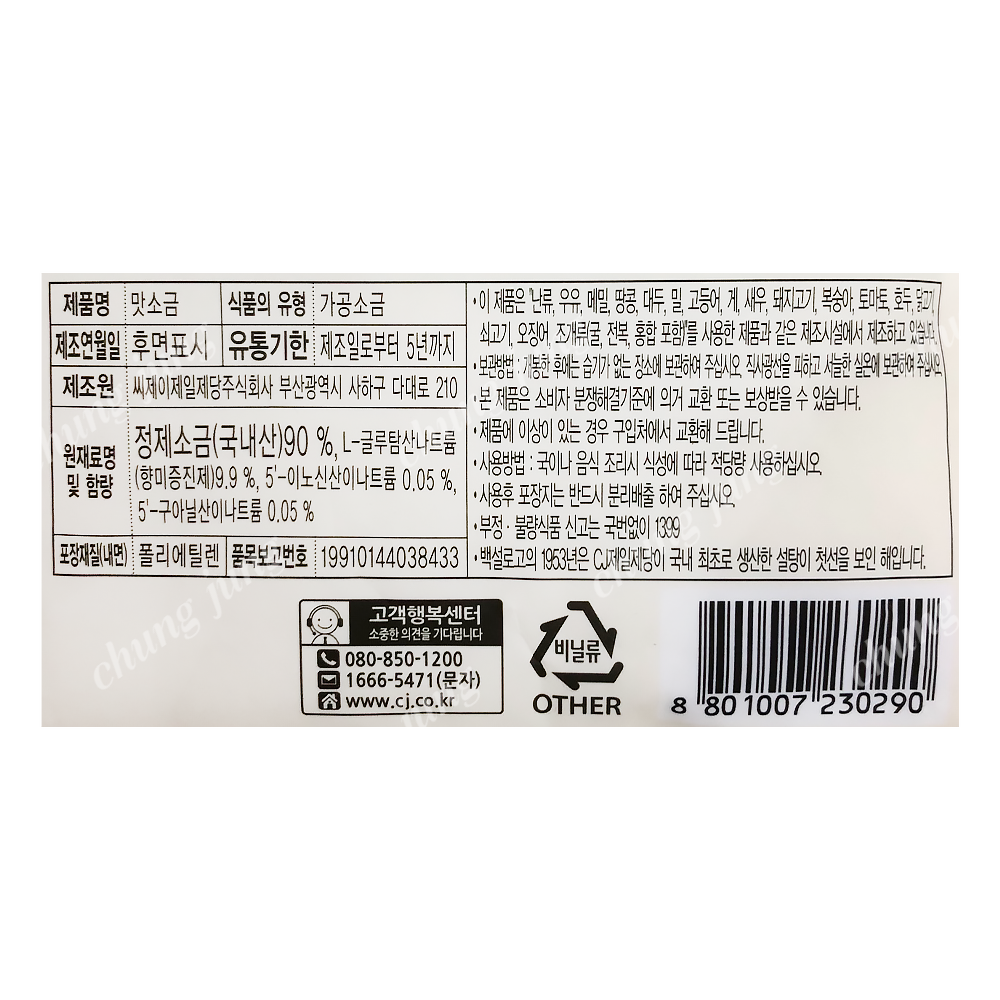 제품명 맛소금 식품의 유형 가공소금
제조연월일 후면표시 유통기한 제조일로부터 5년까지
제조원 씨제이제일제당주식회사 부산광역시 사하구 다대로 210
원재료명 및 함량 정제소금(국내산)90 %, L-글루탐산나트륨
(향미증진제)9.9 %, 5'-이노신산이나트륨 0.05 %,
5'-구아닐산이나트륨 0.05 %
포장재질(내면) 폴리에틸렌 품목보고번호 19910144038433
·이 제품은 "난류, 우유, 메밀, 땅콩, 대두, 밀, 고등어, 게, 새우, 돼지고기, 복숭아, 토마토, 호두, 닭고기,
쇠고기, 오징어, 조개류(굴, 전복, 홍합 포함)"를 사용한 제품과 같은 제조시설에서 제조하고 있습니다.
·보관방법 : 개봉한 후에는 습기가 없는 장소에 보관하여 주십시오. 직사광선을 피하고 서늘한 실온에 보관하여 주십시오.
·본 제품은 소비자 분쟁해결기준에 의거 교환 또는 보상받을 수 있습니다.
·제품에 이상이 있는 경우 구입처에서 교환해 드립니다.
·사용방법 : 국이나 음식 조리시 식성에 따라 적당량 사용하십시오.
·사용후 포장지는 반드시 분리배출 하여 주십시오.
·부정·불량식품 신고는 국번없이 1399
·백설로고의 1953년은 CJ제일제당이 국내 최초로 생산한 설탕이 첫선을 보인 해입니다.
고객행복센터
소중한 의견을 기다립니다
080-850-1200
1666-5471(문자)
www.cj.co.kr
비닐류
OTHER
8 801007 230290
chung jung